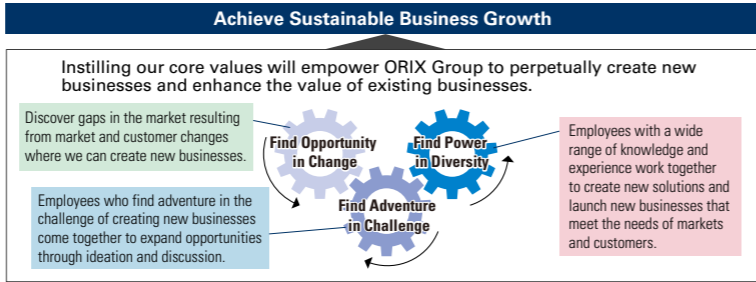 Achieve Sustainable Business Growth
Instilling our core values will empower ORIX Group to perpetually create new
businesses and enhance the value of existing businesses.
Discover gaps in the market resulting
from market and customer changes
where we can create new businesses.
Find Opportunity
in Change
Find Power
in Diversity
Employees with a wide
range of knowledge and
experience work together
to create new solutions and
launch new businesses that
meet the needs of markets
and customers.
Employees who find adventure in the
challenge of creating new businesses
come together to expand opportunities
through ideation and discussion.
Find Adventure
in Challenge